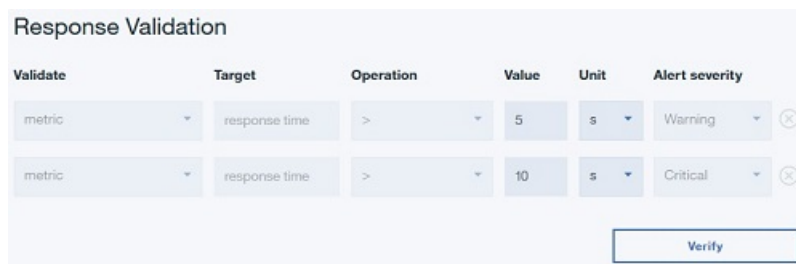 Response Validation
Validate Target Operation Value Unit Alert severity
metric response time > 5 s Warning
metric response time > 10 s Critical
Verify